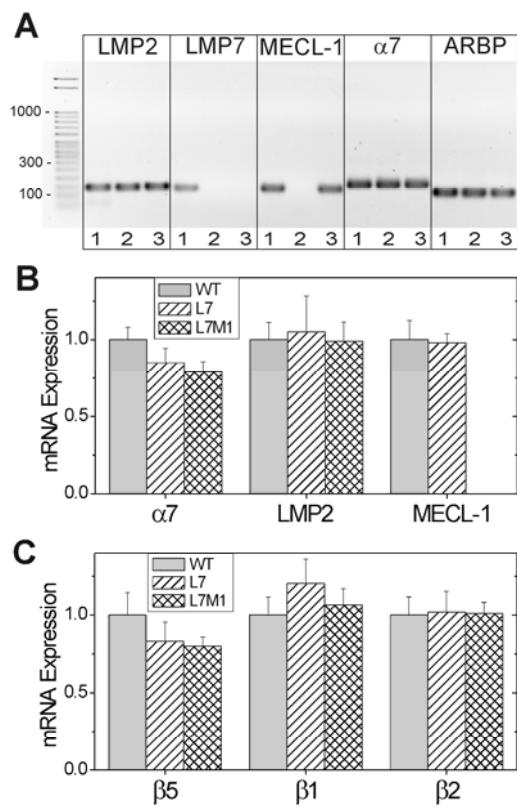 A
LMP2 LMP7 MECL-1 α7 ARBP
1000 -
300 -
100 -
1 2 3 1 2 3 1 2 3 1 2 3 1 2 3
B
mRNA Expression
WT
L7
L7M1
1.0
0.5
0.0
α7 LMP2 MECL-1
C
mRNA Expression
WT
L7
L7M1
1.0
0.5
0.0
β5 β1 β2